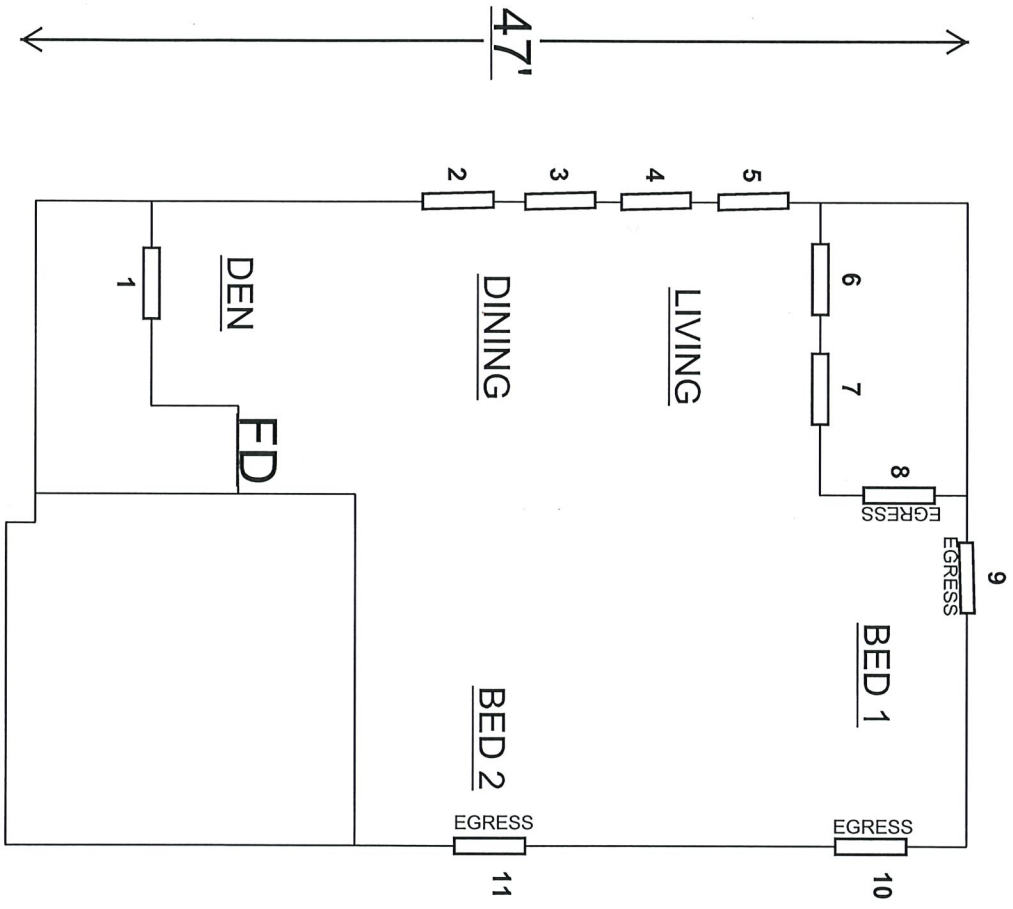 47'
2
3
4
5
1
DEN
DINING
LIVING
6
7
FD
8
EGRESS
EGRESS
9
BED 1
BED 2
EGRESS
EGRESS
11
10